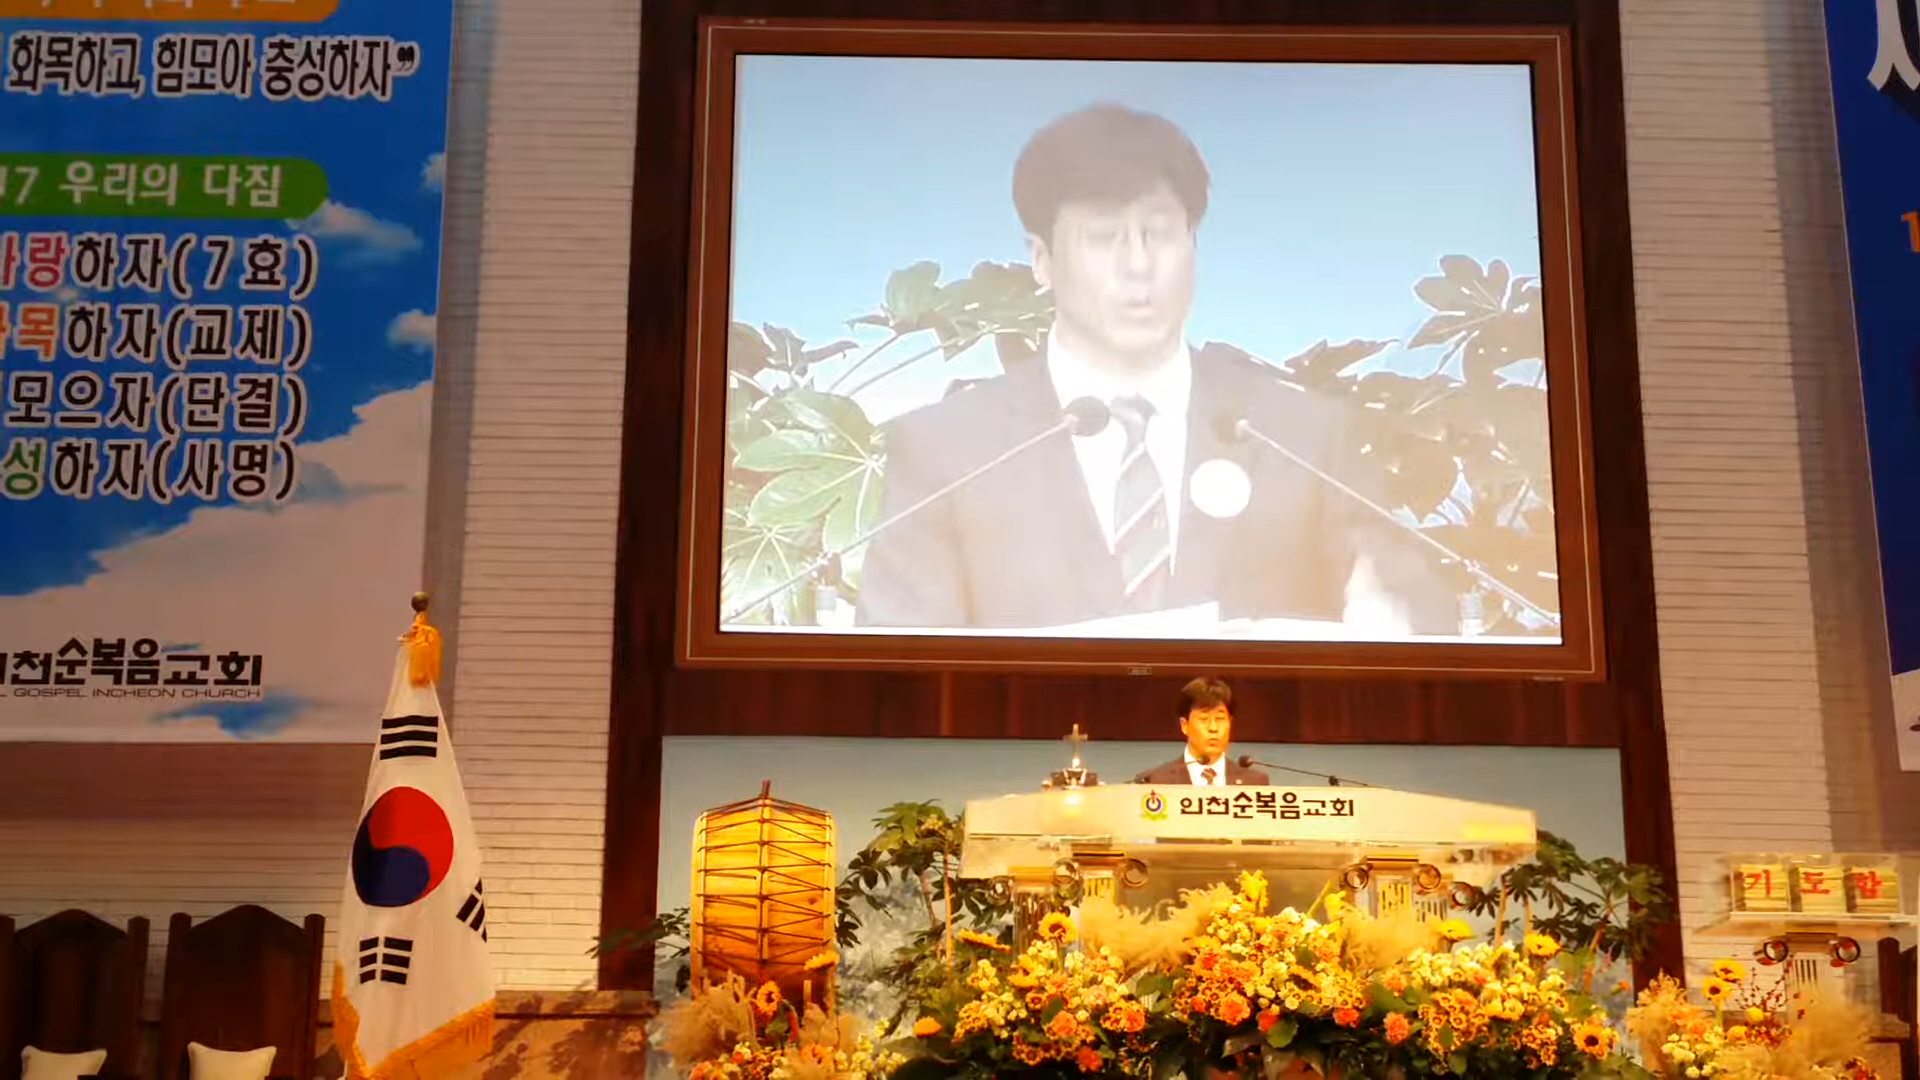 화목하고, 힘모아 충성하자”
17 우리의 다짐
랑하자(7효)
목하자(교제)
모으자(단결)
성하자(사명)
천순복음교회
GOSPEL INCHEON CHURCH
인천순복음교회
기도함